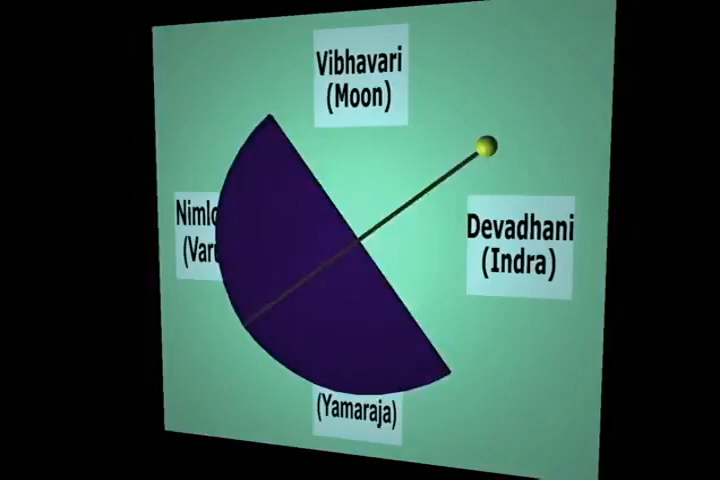 Vibhavari
(Moon)
Devadhani
(Indra)
(Yamaraja)